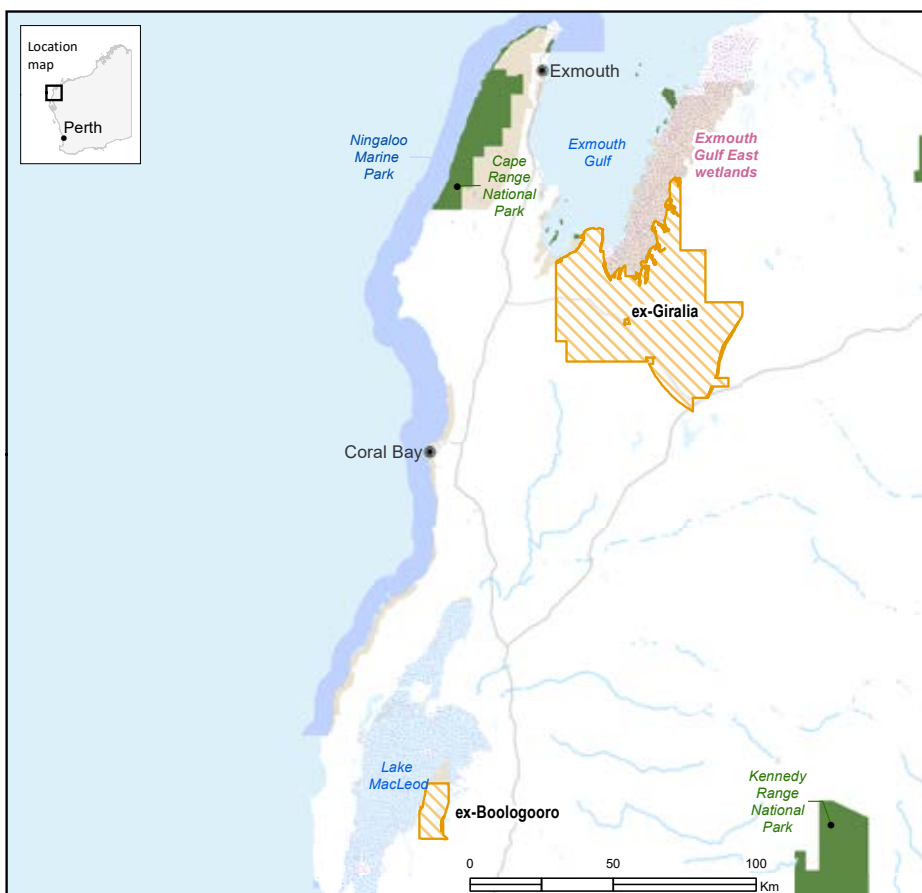 Location
map
Perth
Exmouth
Ningaloo
Marine
Park
Cape
Range
National
Park
Exmouth
Gulf
Exmouth
Gulf East
wetlands
ex-Giralia
Coral Bay
Lake
MacLeod
ex-Boologooro
Kennedy
Range
National
Park
0 50 100
Km